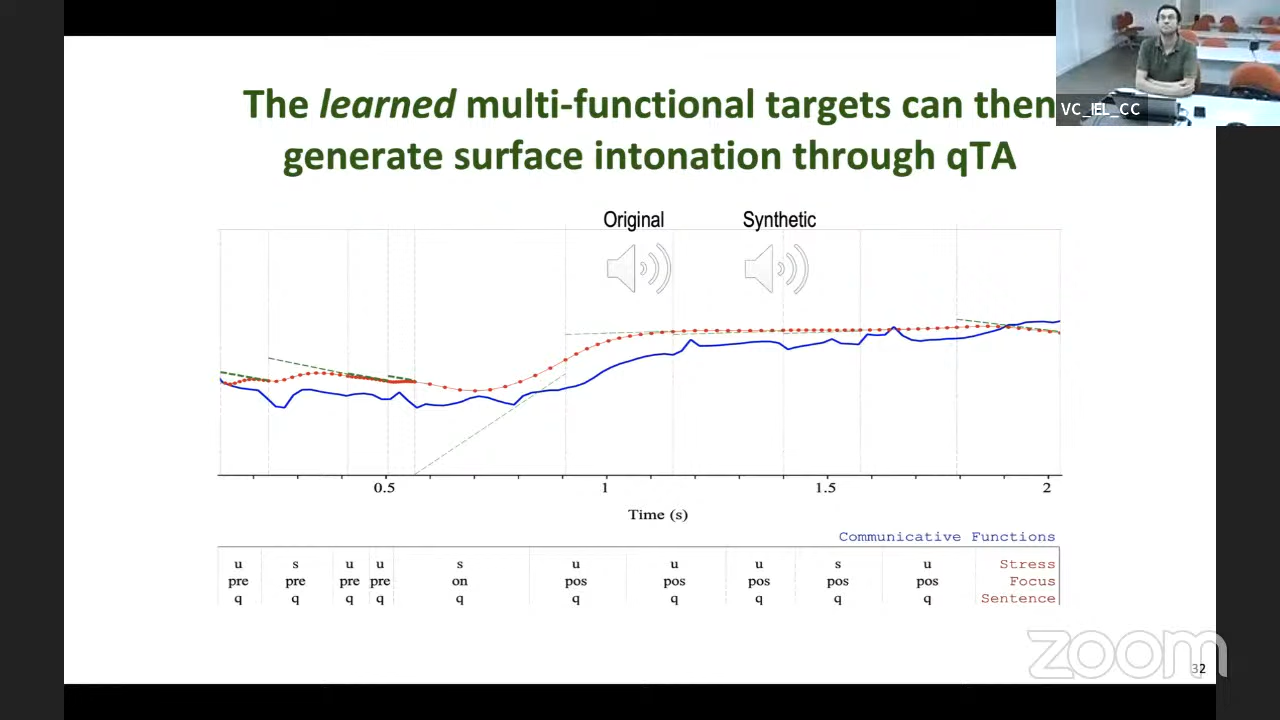 The learned multi-functional targets can then
generate surface intonation through qTA
VC_IEL_CC
Original Synthetic
0.5 1 1.5 2
Time (s)
Communicative Functions
u s u u s u u u s u Stress
pre pre pre pre on pos pos pos pos pos Focus
q q q q q q q q q q Sentence
zoom
32